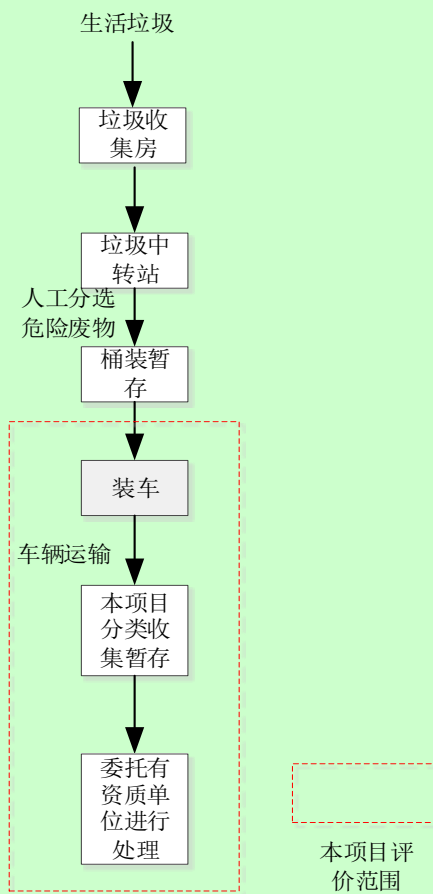 生活垃圾
垃圾收
集房
垃圾中
转站
人工分选
危险废物
桶装暂
存
装车
车辆运输
本项目
分类收
集暂存
委托有
资质单
位进行
处理
本项目评
价范围